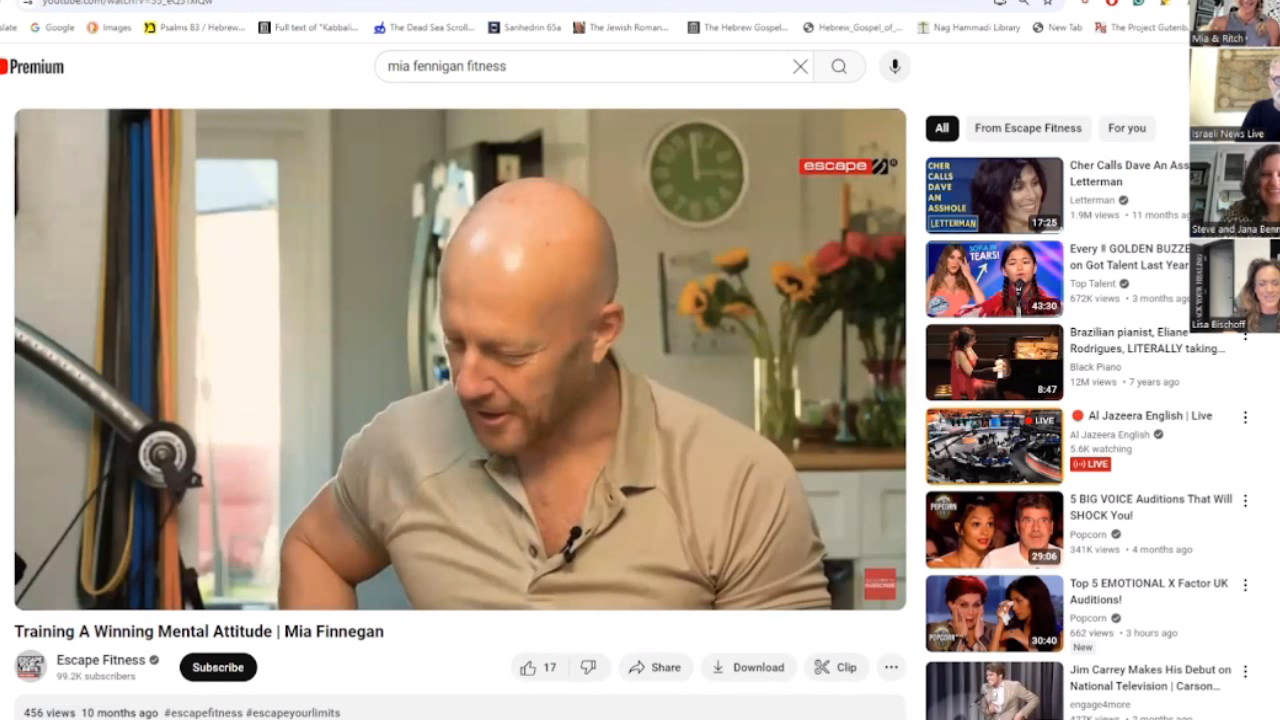 youtube.com/watch?v=
slate
Google
Images
Psalms 83 / Hebrew...
Full text of "Kabbali...
The Dead Sea Scroll...
Sanhedrin 65a
The Jewish Roman...
The Hebrew Gospel...
Hebrew_Gospel_of_...
Nag Hammadi Library
New Tab
The Project Gutenb
Mia & Ritch
Premium
mia fennigan fitness
escape
All
From Escape Fitness
For you
Israeli News Live
CHER CALLS DAVE AN ASSHOLE
LETTERMAN
17:25
Cher Calls Dave An Ass
Letterman
Letterman
1.9M views • 11 months ag
Steve and Jana Benn
SOFIA IN TEARS!
43:30
Every !! GOLDEN BUZZE
on Got Talent Last Year
Top Talent
672K views • 3 months ag
Lisa Bischoff
8:47
Brazilian pianist, Eliane
Rodrigues, LITERALLY taking...
Black Piano
12M views • 7 years ago
LIVE
Al Jazeera English | Live
Al Jazeera English
5.6K watching
LIVE
POPCORN
29:06
5 BIG VOICE Auditions That Will
SHOCK You!
Popcorn
341K views • 4 months ago
POPCORN
30:40
Top 5 EMOTIONAL X Factor UK
Auditions!
Popcorn
662 views • 3 hours ago
New
Jim Carrey Makes His Debut on
National Television | Carson...
engage4more
Training A Winning Mental Attitude | Mia Finnegan
Escape Fitness
99.2K subscribers
Subscribe
17
Share
Download
Clip
456 views 10 months ago #escapefitness #escapeyourlimits